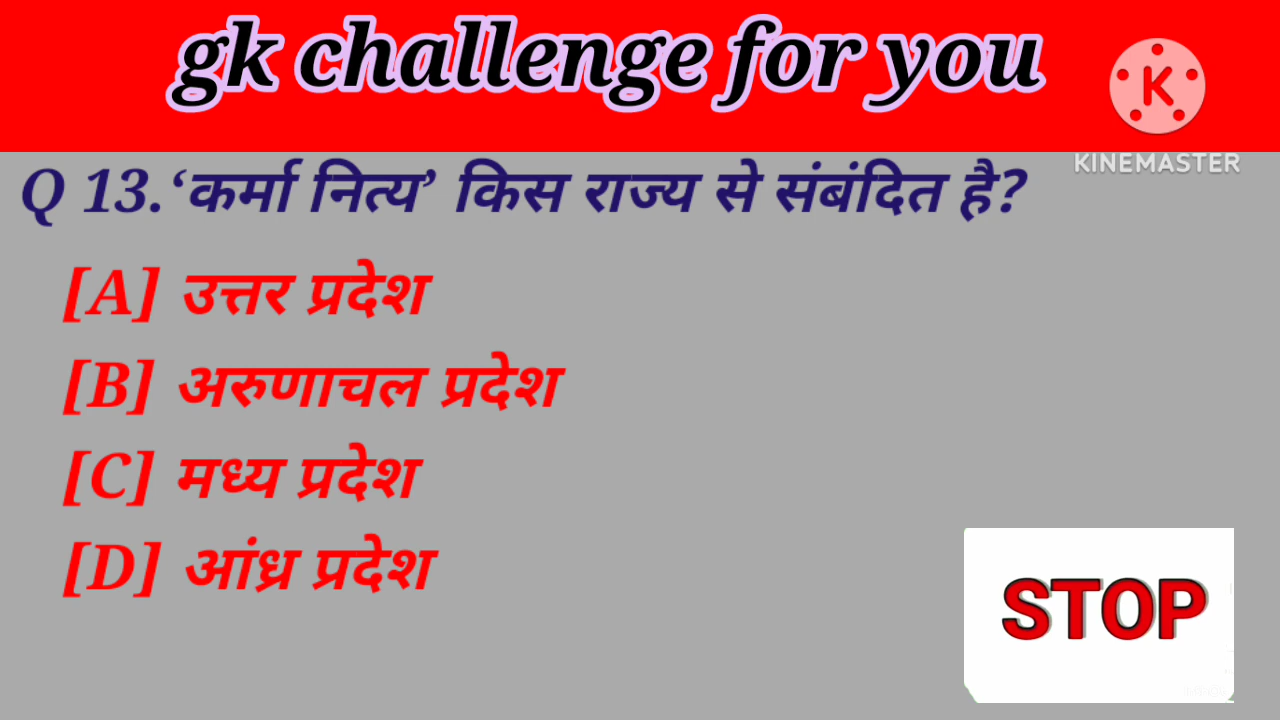 gk challenge for you
K
KINEMASTER
Q 13.‘कर्मा नित्य’ किस राज्य से संबंदित है?
[A] उत्तर प्रदेश
[B] अरुणाचल प्रदेश
[C] मध्य प्रदेश
[D] आंध्र प्रदेश
STOP